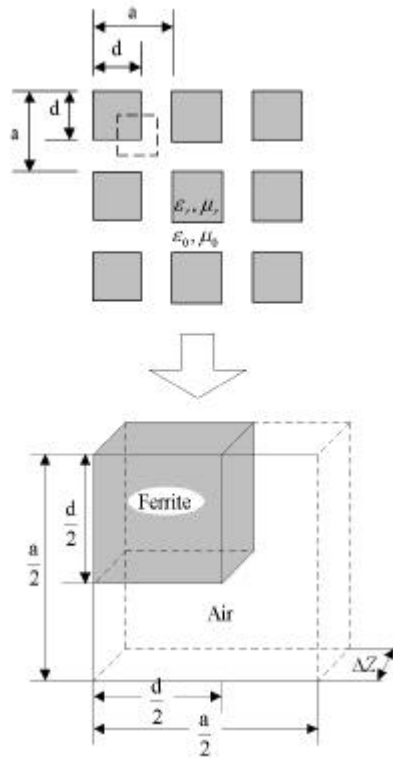 a
d
d
a
εr, μr
ε0, μ0
Ferrite
d/2
a/2
Air
ΔZ
d/2
a/2